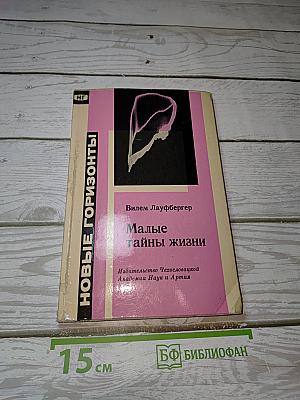 НГ
НОВЫЕ ГОРИЗОНТЫ
Вилем Лауфбергер
Малые
тайны жизни
Издательство Чехословацкой
Академии Наук и Артия
15 см
БФ БИБЛИОФАН